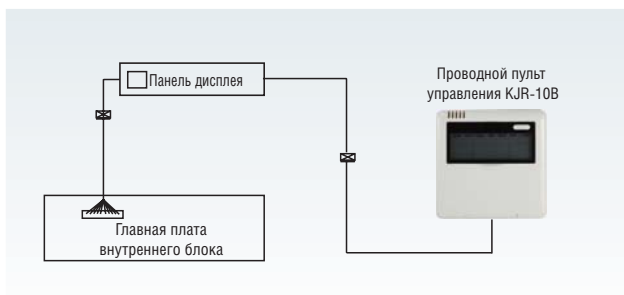 Панель дисплея
Проводной пульт
управления KJR-10B
Главная плата
внутреннего блока